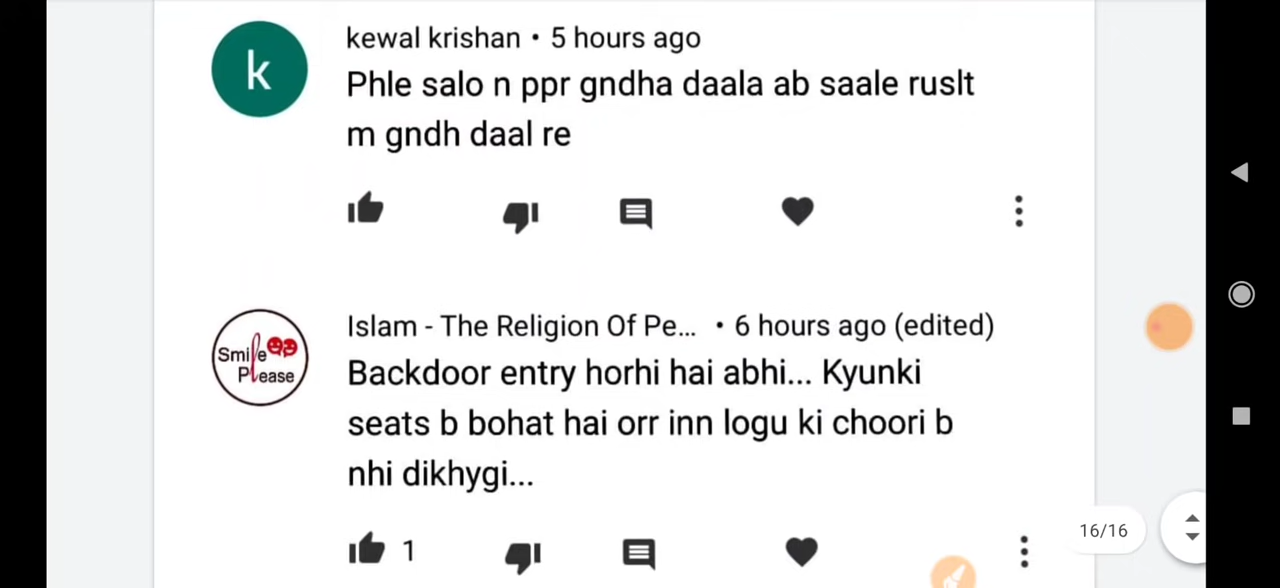 k
kewal krishan • 5 hours ago
Phle salo n ppr gndha daala ab saale ruslt
m gndh daal re
Smile
Please
Islam - The Religion Of Pe... • 6 hours ago (edited)
Backdoor entry horhi hai abhi... Kyunki
seats b bohat hai orr inn logu ki choori b
nhi dikhygi...
1
16/16